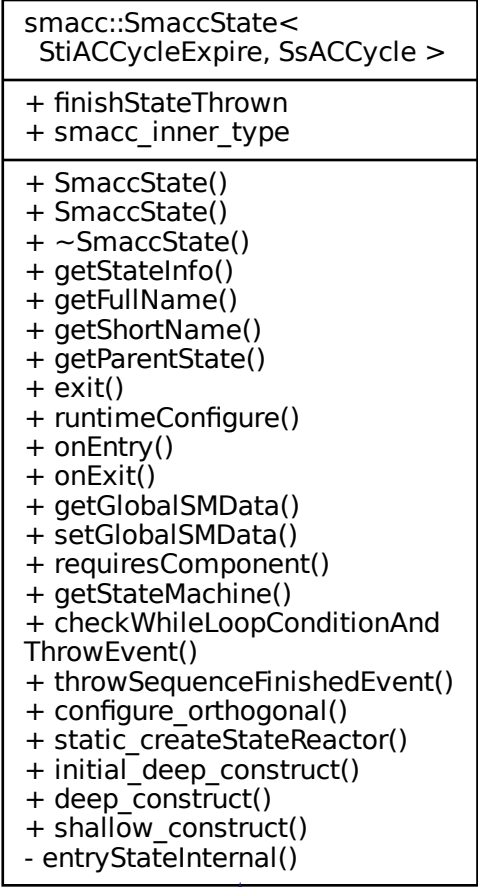 smacc::SmaccState<
StiACCycleExpire, SsACCycle >
+ finishStateThrown
+ smacc_inner_type
+ SmaccState()
+ SmaccState()
+ ~SmaccState()
+ getStateInfo()
+ getFullName()
+ getShortName()
+ getParentState()
+ exit()
+ runtimeConfigure()
+ onEntry()
+ onExit()
+ getGlobalSMData()
+ setGlobalSMData()
+ requiresComponent()
+ getStateMachine()
+ checkWhileLoopConditionAnd
ThrowEvent()
+ throwSequenceFinishedEvent()
+ configure_orthogonal()
+ static_createStateReactor()
+ initial_deep_construct()
+ deep_construct()
+ shallow_construct()
- entryStateInternal()